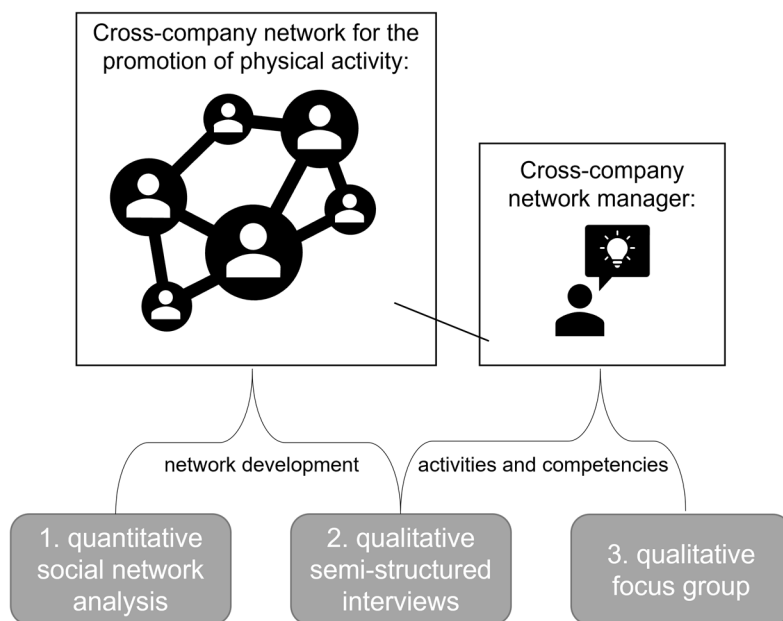 Cross-company network for the
promotion of physical activity:
Cross-company
network manager:
network development
activities and competencies
1. quantitative
social network
analysis
2. qualitative
semi-structured
interviews
3. qualitative
focus group